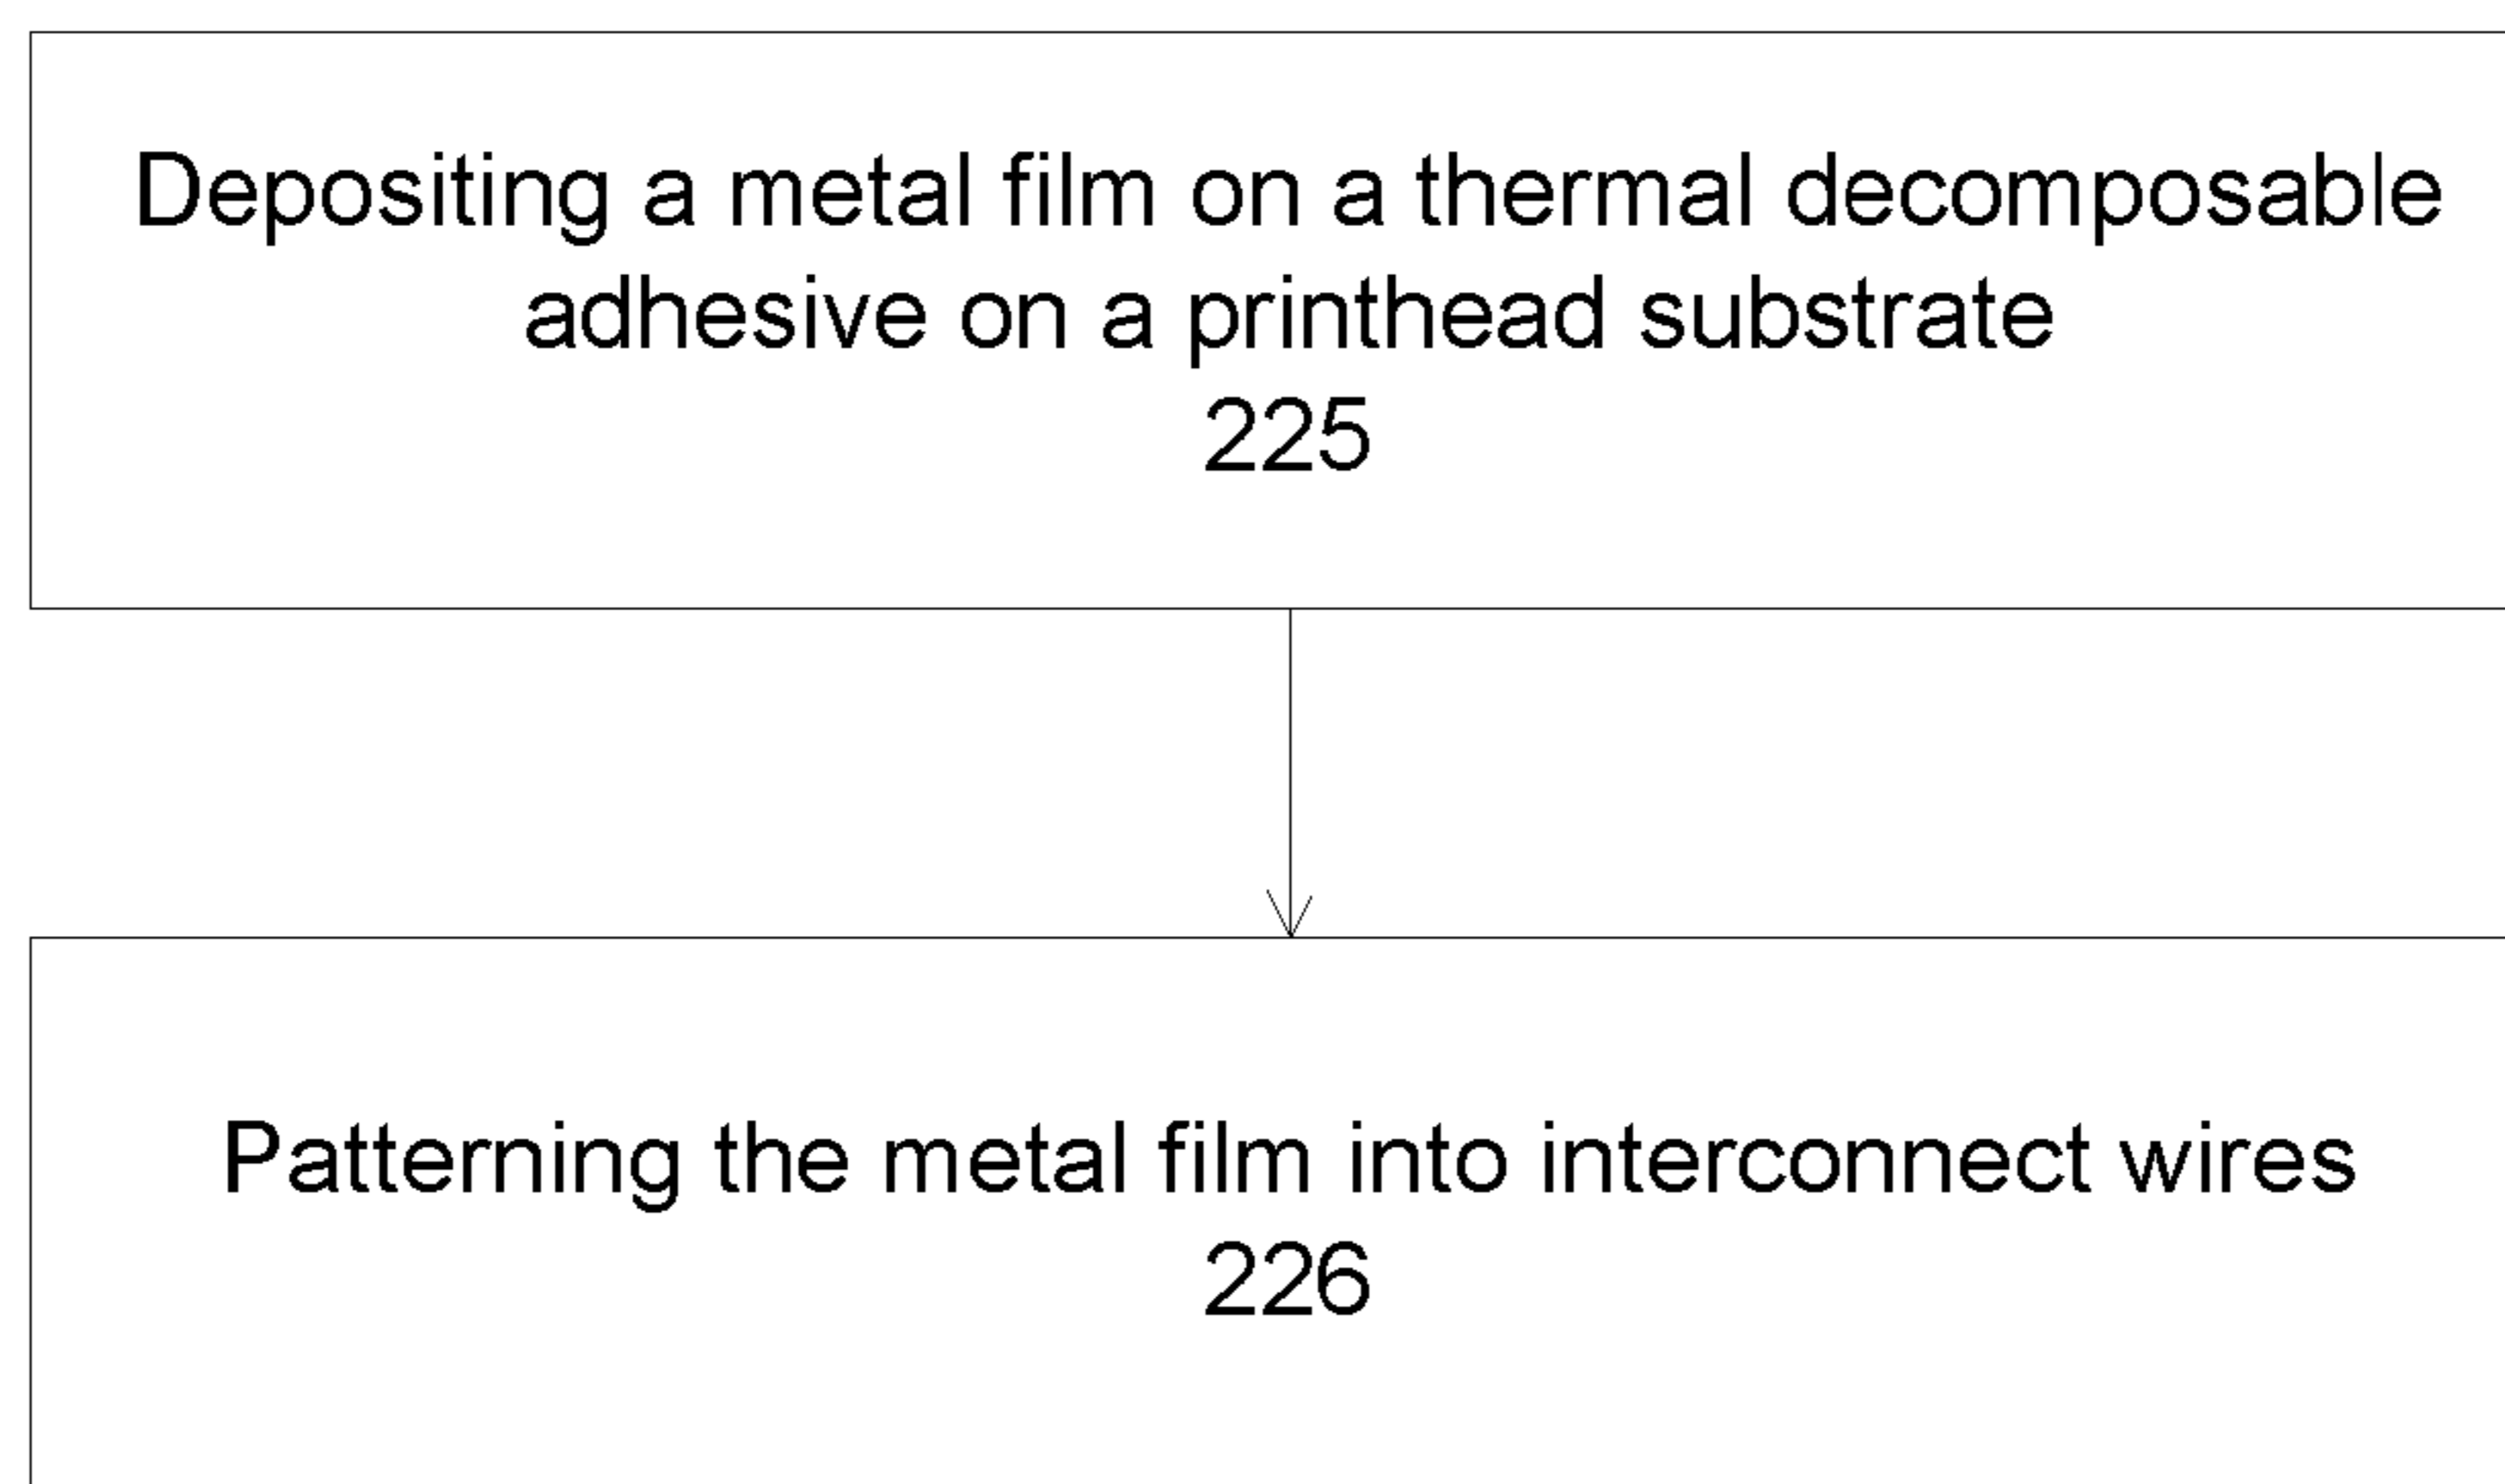 Depositing a metal film on a thermal decomposable
adhesive on a printhead substrate
225
Patterning the metal film into interconnect wires
226